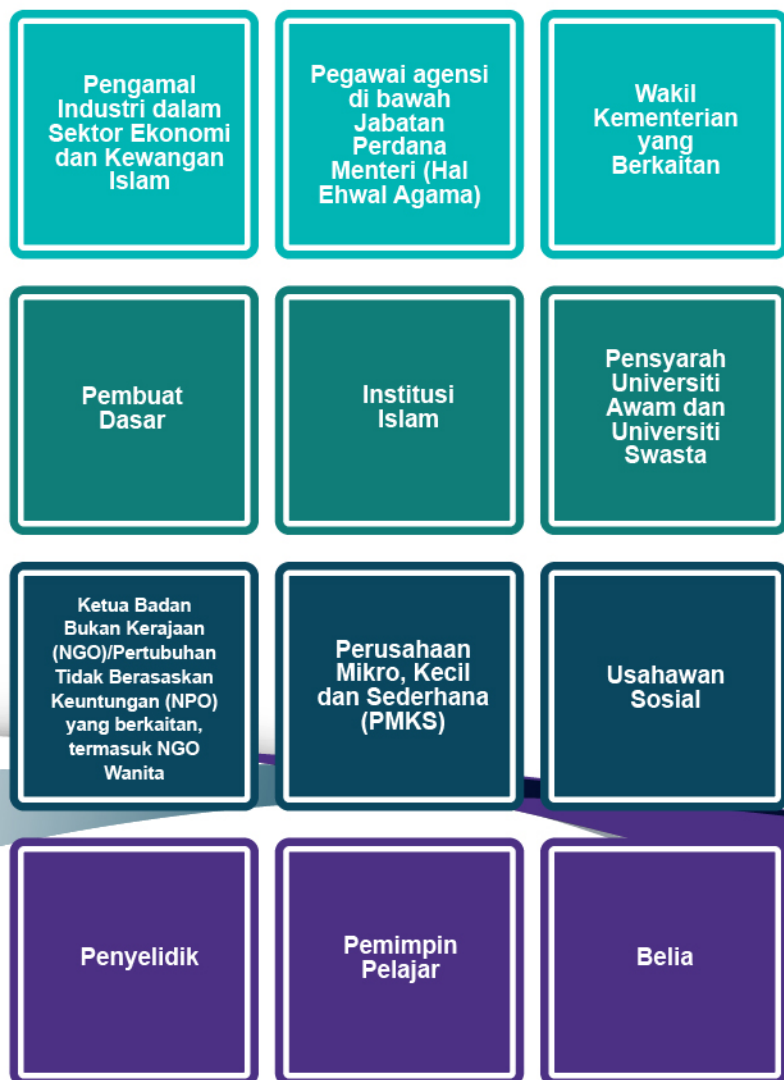 Pengamal
Industri dalam
Sektor Ekonomi
dan Kewangan
Islam
Pegawai agensi
di bawah
Jabatan
Perdana
Menteri (Hal
Ehwal Agama)
Wakil
Kementerian
yang
Berkaitan
Pembuat
Dasar
Institusi
Islam
Pensyarah
Universiti
Awam dan
Universiti
Swasta
Ketua Badan
Bukan Kerajaan
(NGO)/Pertubuhan
Tidak Berasaskan
Keuntungan (NPO)
yang berkaitan,
termasuk NGO
Wanita
Perusahaan
Mikro, Kecil
dan Sederhana
(PMKS)
Usahawan
Sosial
Penyelidik
Pemimpin
Pelajar
Belia